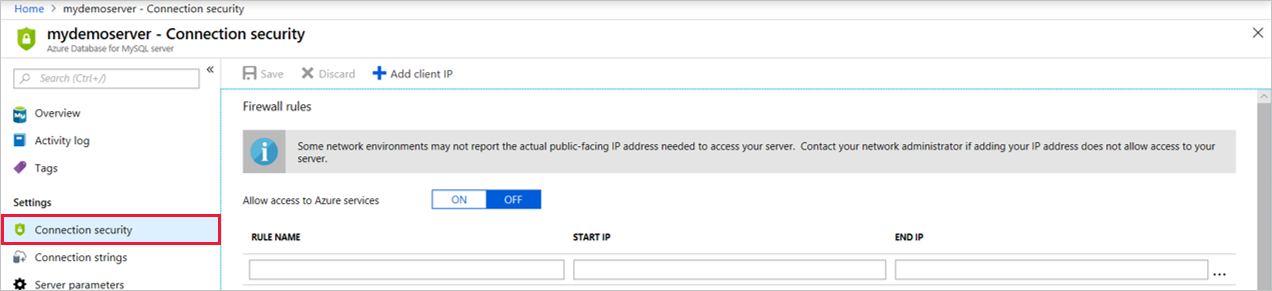 Home > mydemoserver - Connection security
mydemoserver - Connection security
Azure Database for MySQL server
Search (Ctrl+/)
«
Save Discard Add client IP
My Overview
Activity log
Tags
Settings
Connection security
Connection strings
Server parameters
Firewall rules
Some network environments may not report the actual public-facing IP address needed to access your server. Contact your network administrator if adding your IP address does not allow access to your
server.
Allow access to Azure services ON OFF
RULE NAME START IP END IP
...